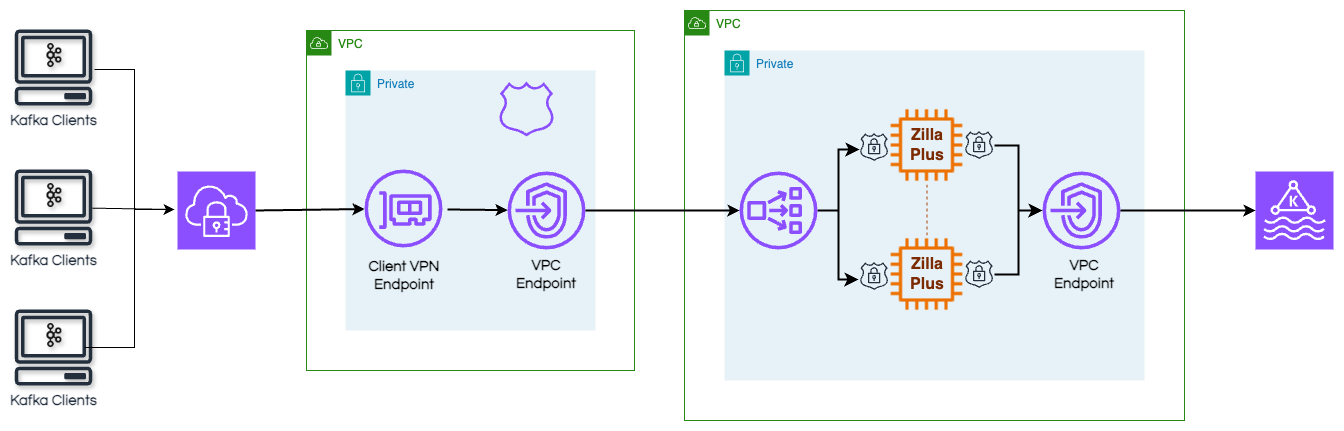 Kafka Clients
Kafka Clients
Kafka Clients
VPC
Private
Client VPN
Endpoint
VPC
Endpoint
VPC
Private
Zilla
Plus
Zilla
Plus
VPC
Endpoint
K